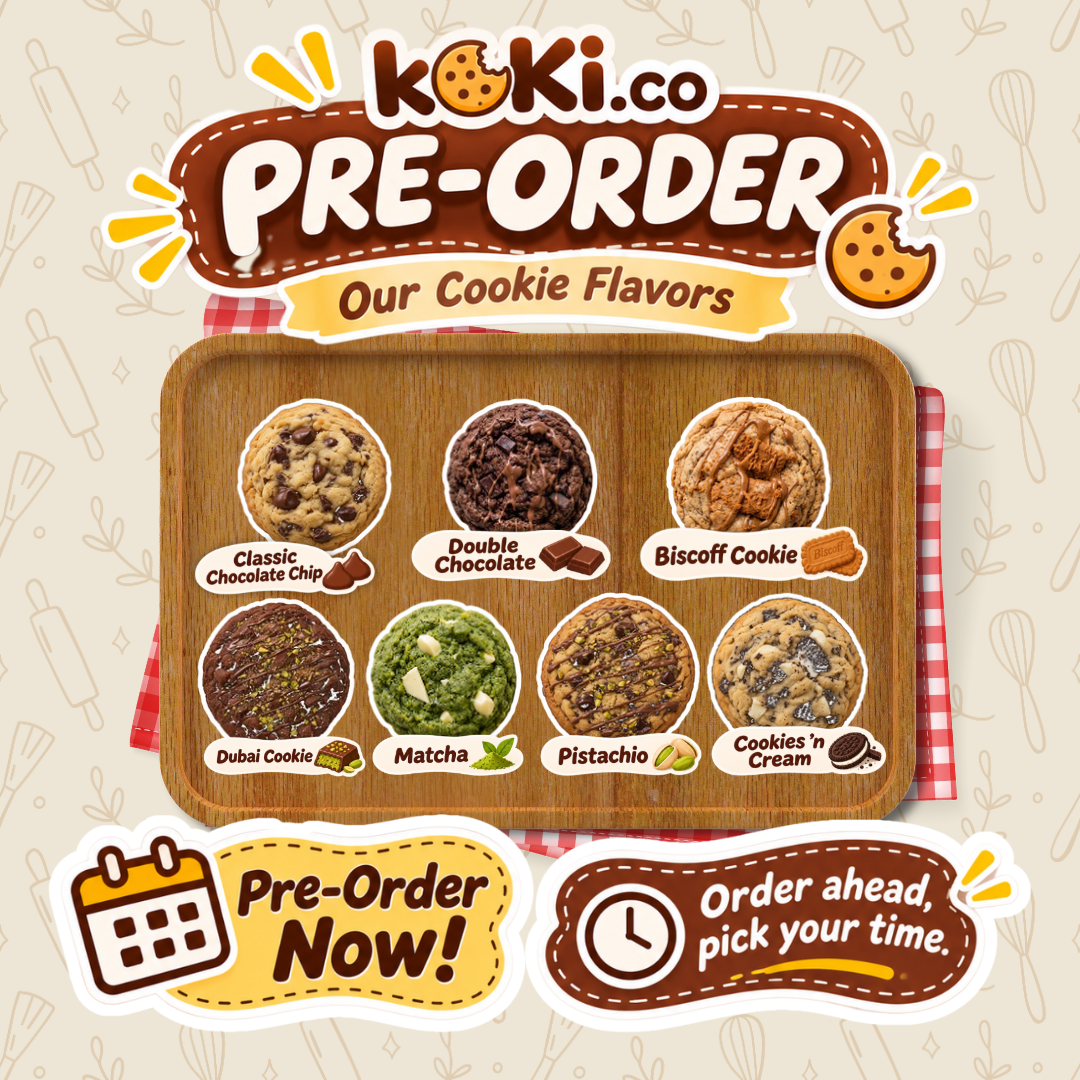 KOKi.co
PRE-ORDER
Our Cookie Flavors
Classic
Chocolate Chip
Double
Chocolate
Biscoff Cookie
Biscoff
Dubai Cookie
Matcha
Pistachio
Cookies 'n
Cream
Pre-Order
Now!
Order ahead,
pick your time.